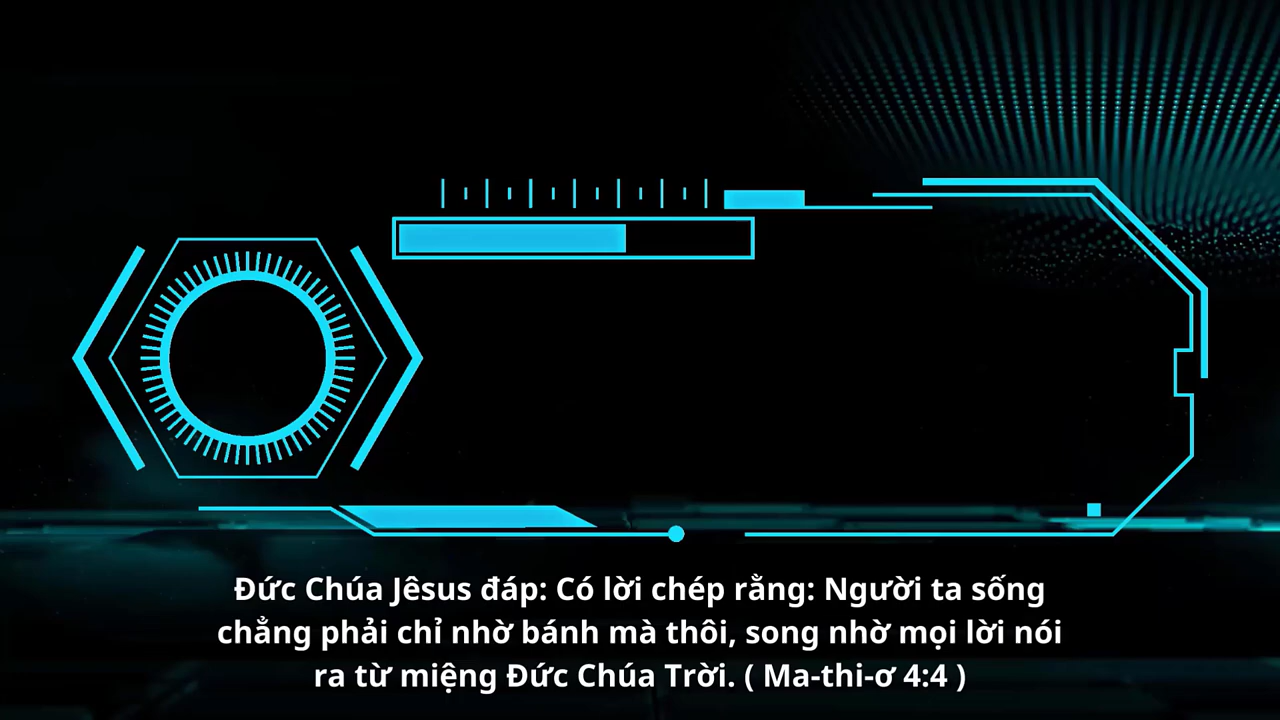 Đức Chúa Jêsus đáp: Có lời chép rằng: Người ta sống
chẳng phải chỉ nhờ bánh mà thôi, song nhờ mọi lời nói
ra từ miệng Đức Chúa Trời. ( Ma-thi-ơ 4:4 )